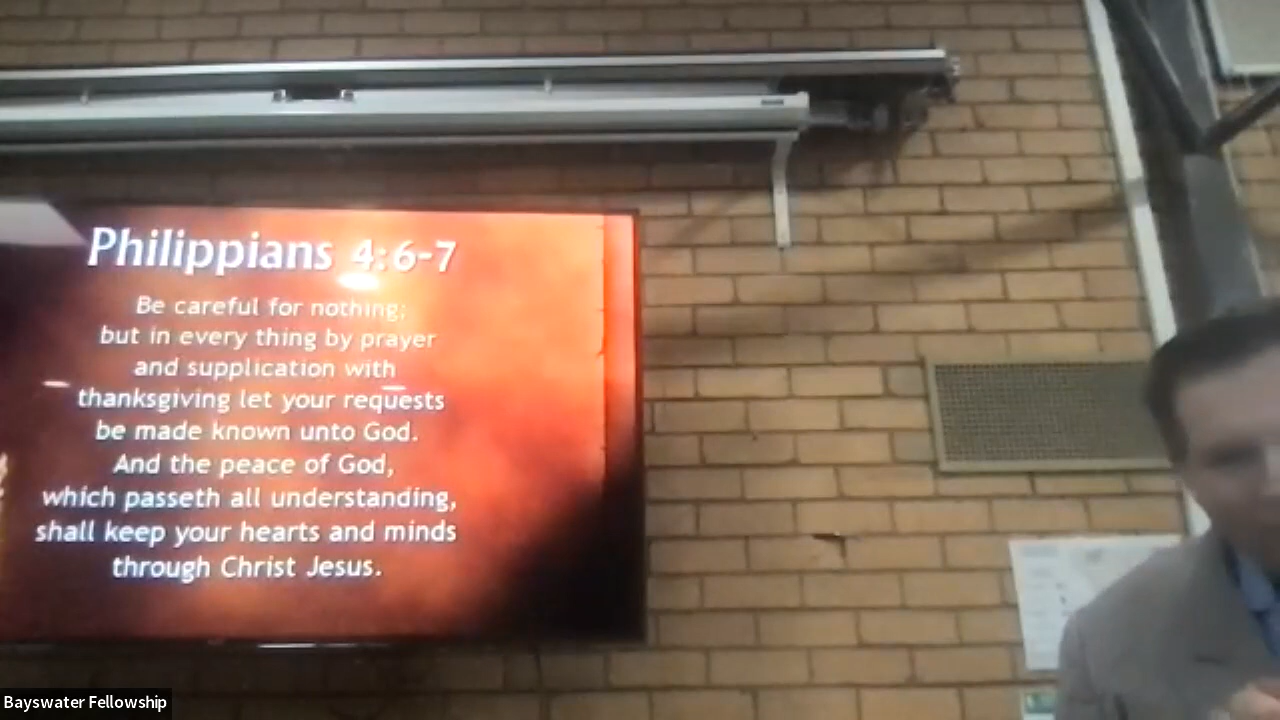 Philippians 4:6-7
Be careful for nothing;
but in every thing by prayer
and supplication with
thanksgiving let your requests
be made known unto God.
And the peace of God,
which passeth all understanding,
shall keep your hearts and minds
through Christ Jesus.
Bayswater Fellowship